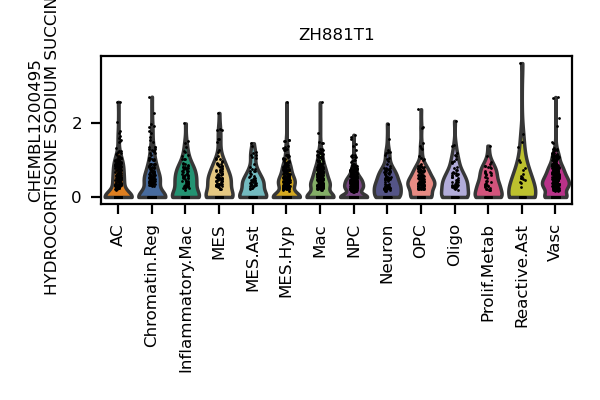 ZH881T1
CHEMBL1200495
HYDROCORTISONE SODIUM SUCCIN
2
0
AC
Chromatin.Reg
Inflammatory.Mac
MES
MES.Ast
MES.Hyp
Mac
NPC
Neuron
OPC
Oligo
Prolif.Metab
Reactive.Ast
Vasc